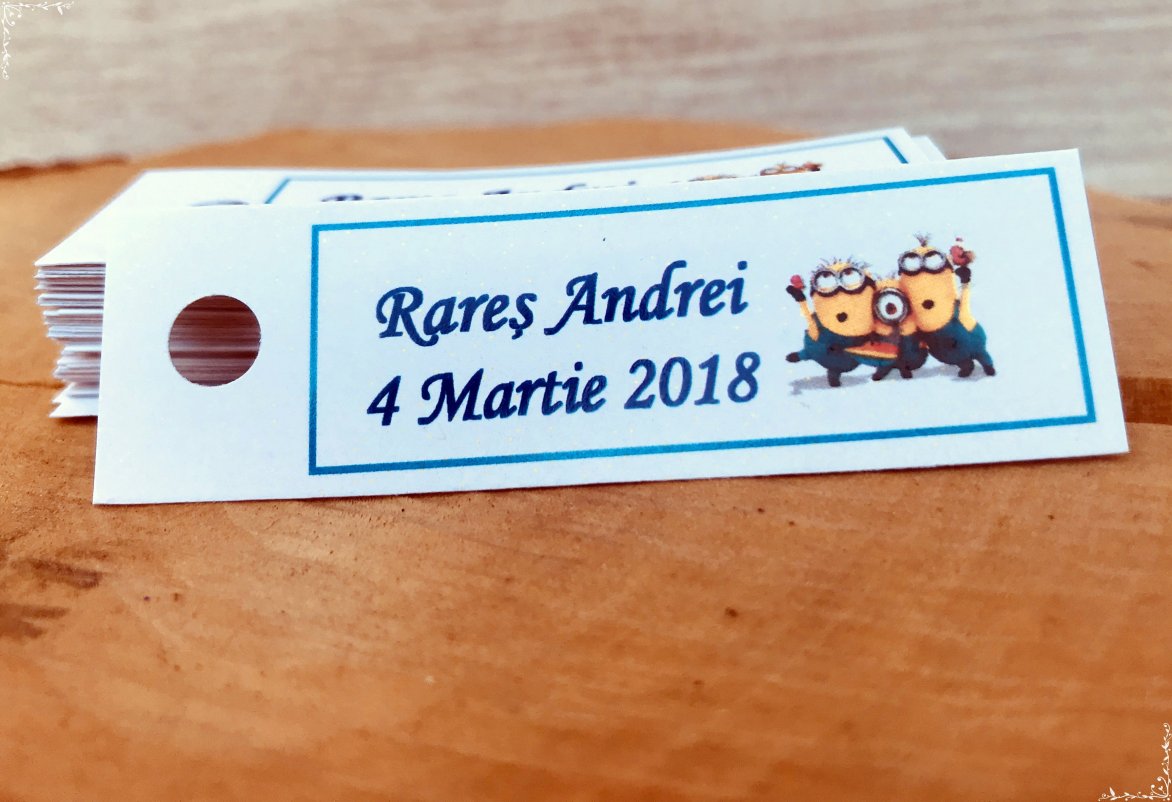 Rareș Andrei
4 Martie 2018